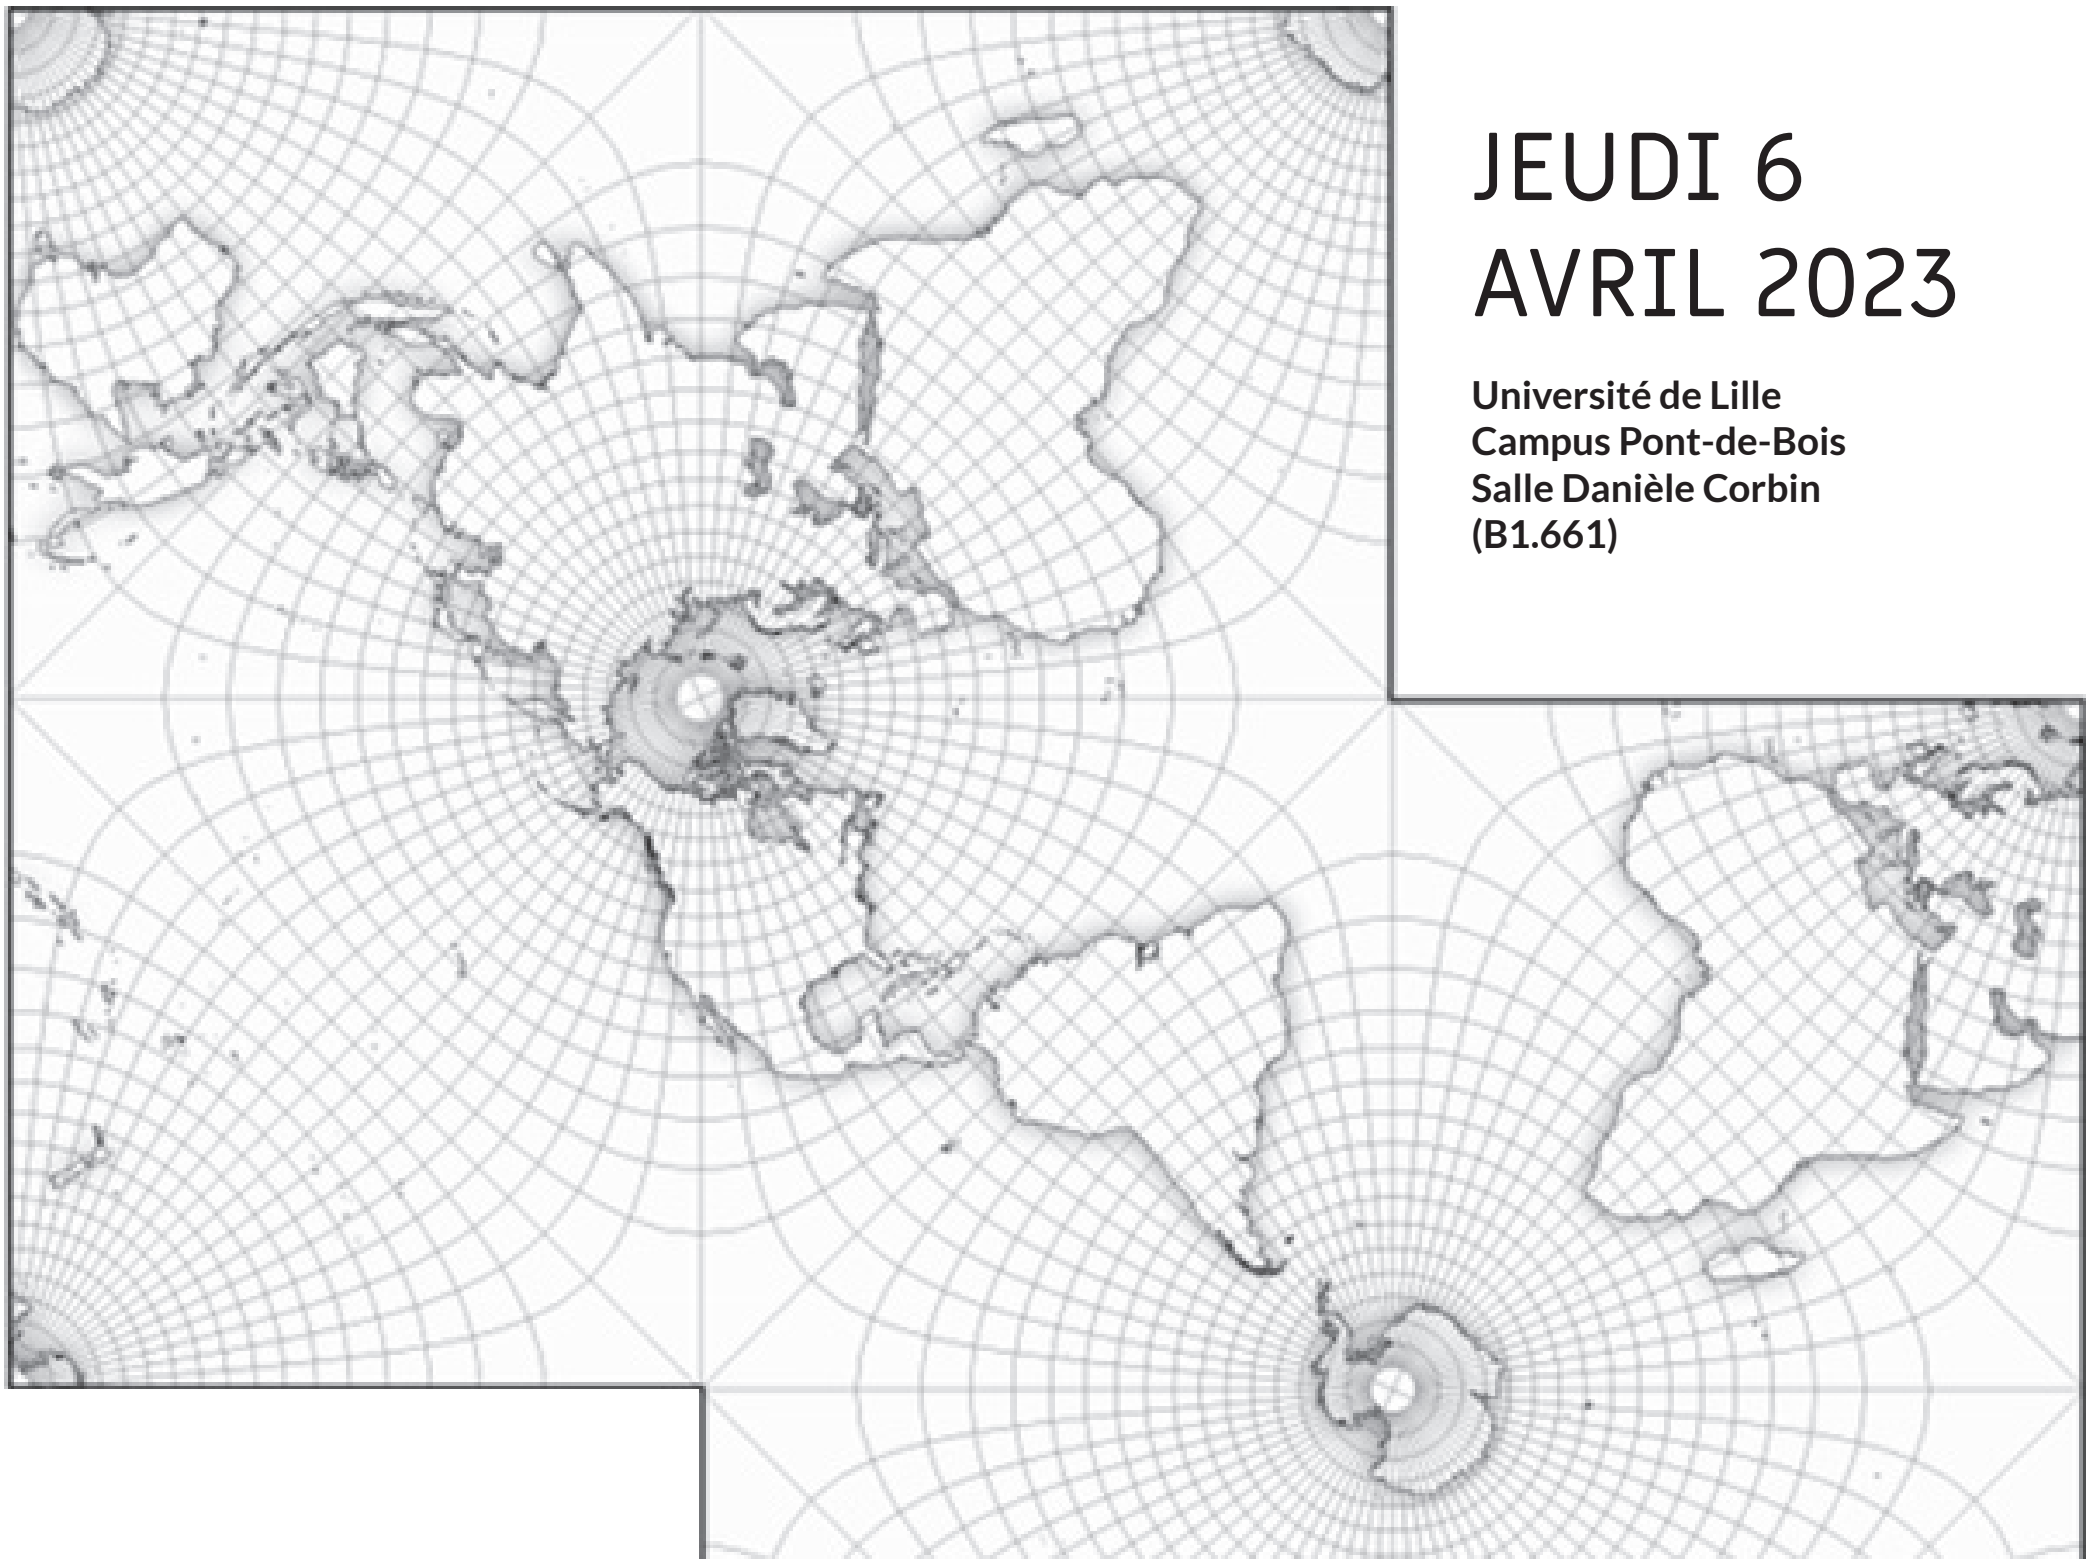 JEUDI 6
AVRIL 2023
Université de Lille
Campus Pont-de-Bois
Salle Danièle Corbin
(B1.661)